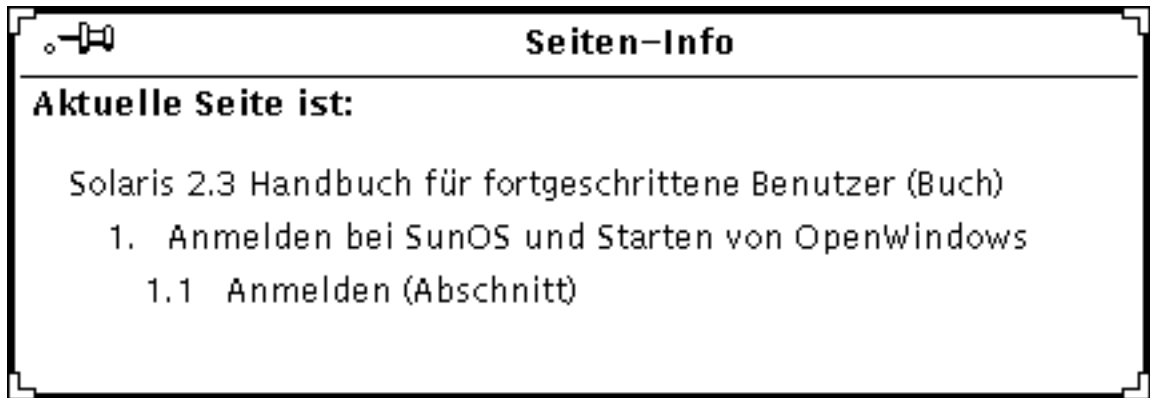 Seiten-Info
Aktuelle Seite ist:
Solaris 2.3 Handbuch für fortgeschrittene Benutzer (Buch)
1. Anmelden bei SunOS und Starten von OpenWindows
1.1 Anmelden (Abschnitt)